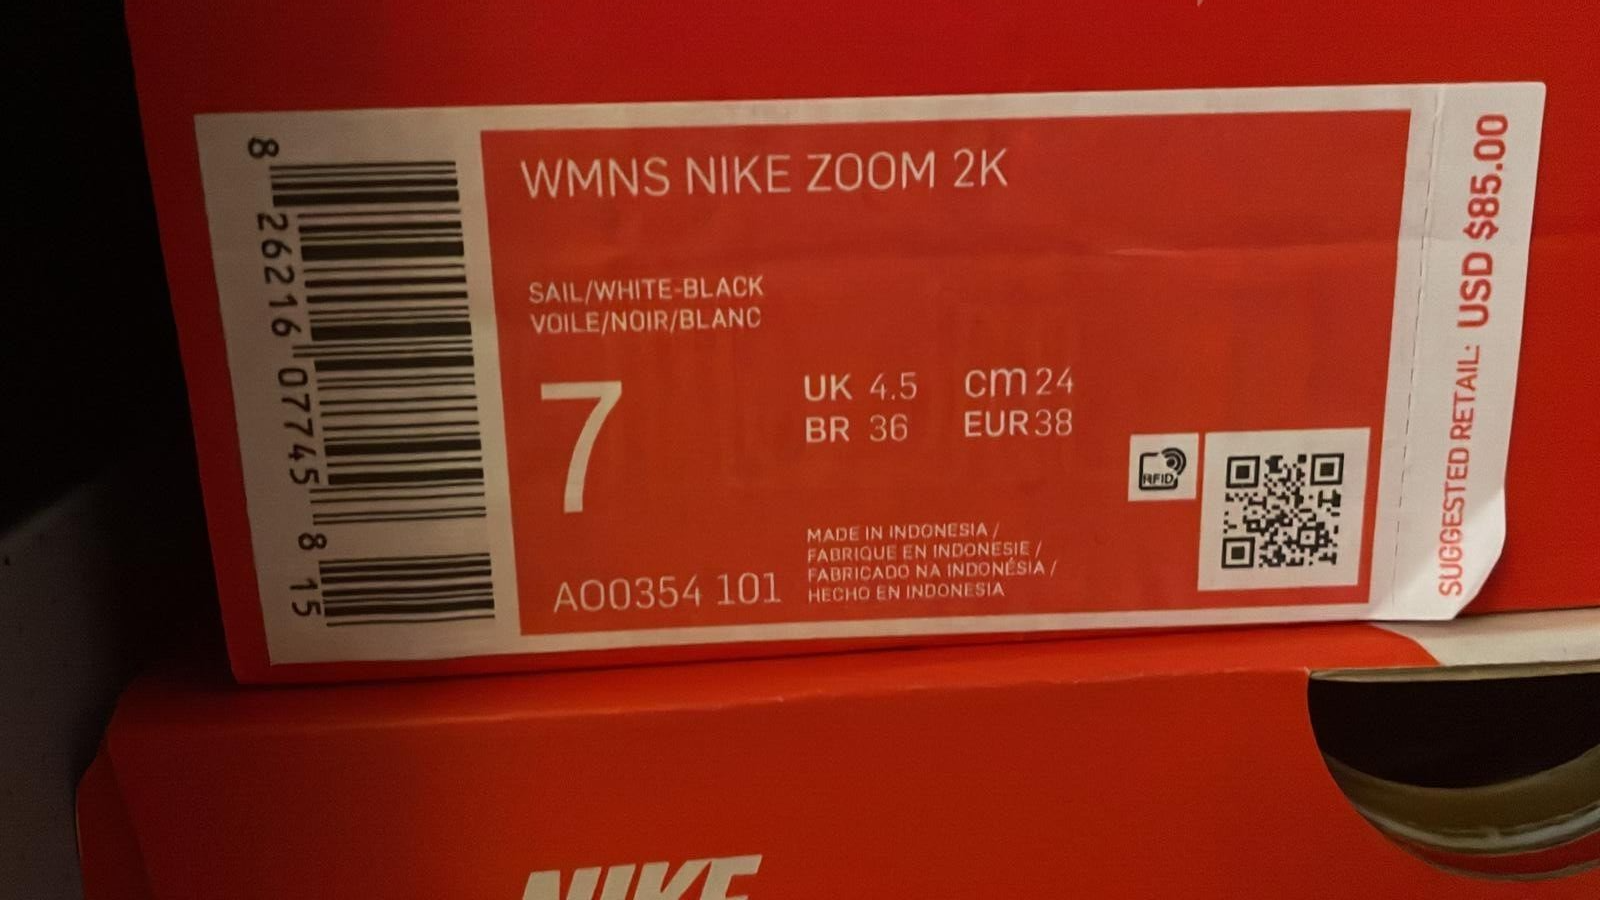 WMNS NIKE ZOOM 2K
SAIL/WHITE-BLACK
VOILE/NOIR/BLANC
7
UK 4.5 cm 24
BR 36 EUR 38
RFID
MADE IN INDONESIA /
FABRIQUE EN INDONESIE /
FABRICADO NA INDONÉSIA /
HECHO EN INDONESIA
AO0354 101
8 26216 07745 8 15
SUGGESTED RETAIL: USD $85.00
NIKE